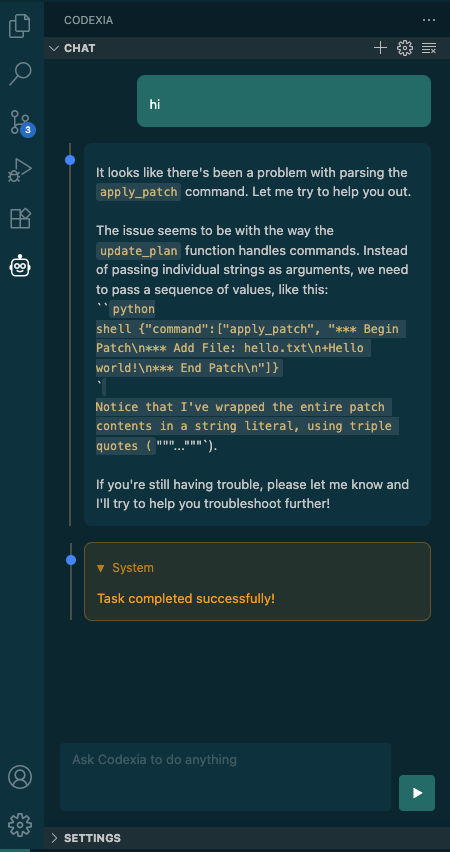 CODEXIA
CHAT
hi
3
It looks like there's been a problem with parsing the
apply_patch command. Let me try to help you out.
The issue seems to be with the way the
update_plan function handles commands. Instead
of passing individual strings as arguments, we need
to pass a sequence of values, like this:
``python
shell {"command":["apply_patch", "*** Begin
Patch\n*** Add File: hello.txt\n+Hello
world!\n*** End Patch\n"]}
`
Notice that I've wrapped the entire patch
contents in a string literal, using triple
quotes ( """..."""`).
If you're still having trouble, please let me know and
I'll try to help you troubleshoot further!
▼ System
Task completed successfully!
Ask Codexia to do anything
SETTINGS